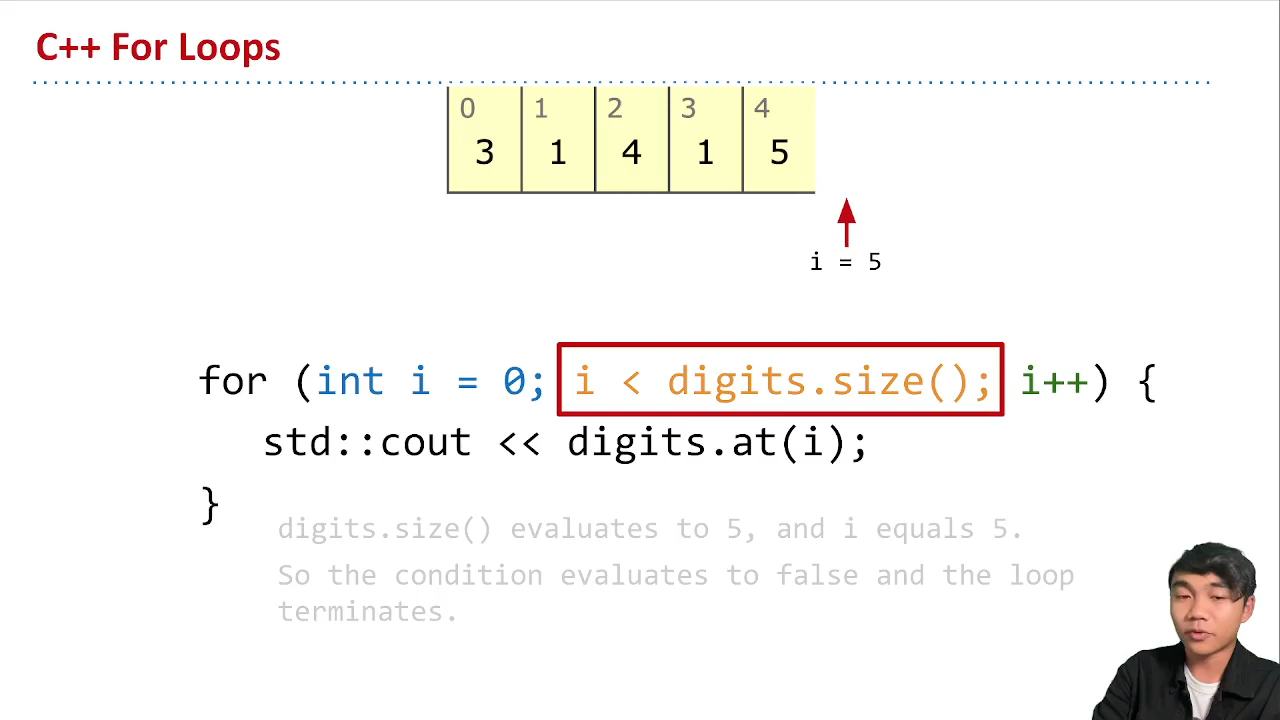 C++ For Loops
0 1 2 3 4
3 1 4 1 5
i = 5
for (int i = 0; i < digits.size(); i++) {
std::cout << digits.at(i);
}
digits.size() evaluates to 5, and i equals 5.
So the condition evaluates to false and the loop
terminates.